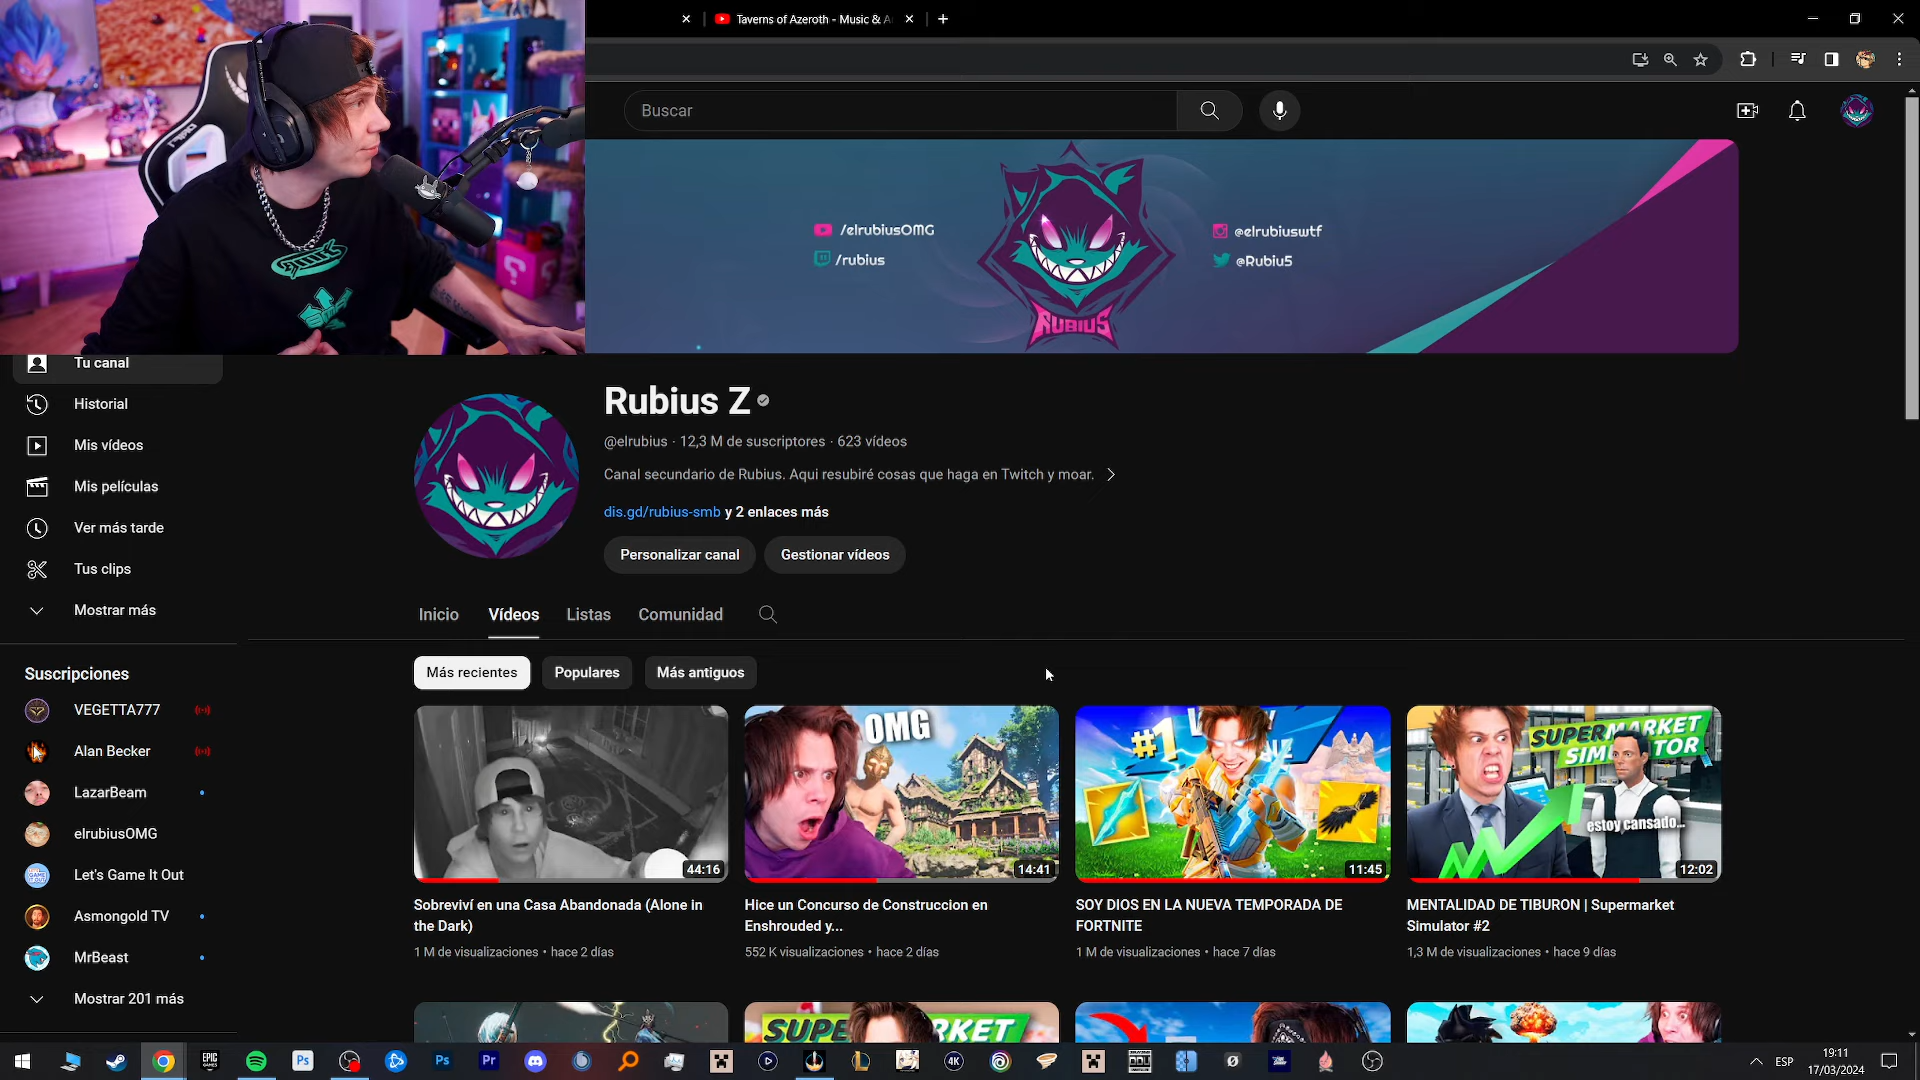 Taverns of Azeroth - Music & A
Buscar
/elrubiusOMG
/rubius
RUBIUS
@elrubiuswtf
@Rubiu5
Tu canal
Historial
Mis vídeos
Mis películas
Ver más tarde
Tus clips
Mostrar más
Suscripciones
VEGETTA777
Alan Becker
LazarBeam
elrubiusOMG
Let's Game It Out
Asmongold TV
MrBeast
Mostrar 201 más
Rubius Z
@elrubius · 12,3 M de suscriptores · 623 vídeos
Canal secundario de Rubius. Aqui resubiré cosas que haga en Twitch y moar.
dis.gd/rubius-smb y 2 enlaces más
Personalizar canal
Gestionar vídeos
Inicio
Vídeos
Listas
Comunidad
Más recientes
Populares
Más antiguos
44:16
Sobreviví en una Casa Abandonada (Alone in
the Dark)
1 M de visualizaciones • hace 2 días
OMG
14:41
Hice un Concurso de Construccion en
Enshrouded y...
552 K visualizaciones • hace 2 días
#1
11:45
SOY DIOS EN LA NUEVA TEMPORADA DE
FORTNITE
1 M de visualizaciones • hace 7 días
SUPERMARKET
SIMULATOR
estoy cansado...
12:02
MENTALIDAD DE TIBURON | Supermarket
Simulator #2
1,3 M de visualizaciones • hace 9 días
EPIC
GAMES
Ps
Ps
Pr
4K
ESP
19:11
17/03/2024